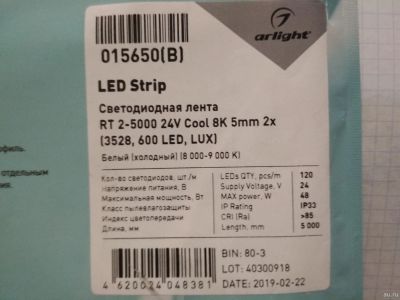 arlight®
015650(B)
LED Strip
Светодиодная лента
RT 2-5000 24V Cool 8K 5mm 2x
(3528, 600 LED, LUX)
Белый (холодный) (8 000-9 000 K)
Кол-во светодиодов, шт./м LEDs QTY, pcs/m 120
Напряжение питания, В Supply Voltage, V 24
Максимальная мощность, Вт MAX power, W 48
Класс пылевлагозащиты IP Rating IP33
Индекс цветопередачи CRI (Ra) >85
Длина, мм Length, mm 5 000
BIN: 80-3
LOT: 40300918
DATE: 2019-02-22
4 620024 048381
отдельным
au.ru